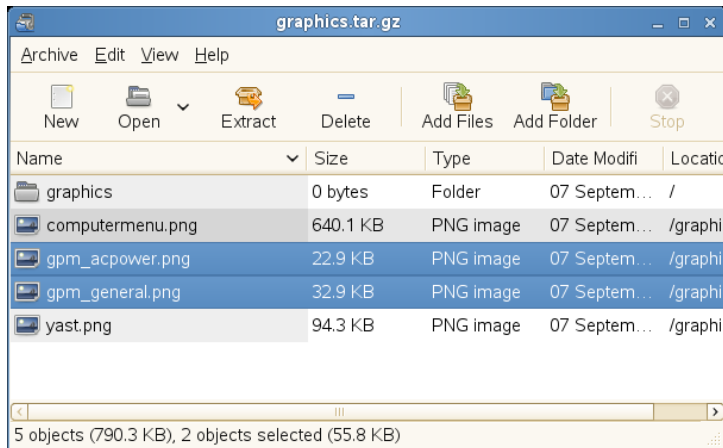 graphics.tar.gz
Archive Edit View Help
New Open Extract Delete Add Files Add Folder Stop
Name Size Type Date Modifi Locatic
graphics 0 bytes Folder 07 Septem... /
computermenu.png 640.1 KB PNG image 07 Septem... /graphi
gpm_acpower.png 22.9 KB PNG image 07 Septem... /graphi
gpm_general.png 32.9 KB PNG image 07 Septem... /graphi
yast.png 94.3 KB PNG image 07 Septem... /graphi
5 objects (790.3 KB), 2 objects selected (55.8 KB)